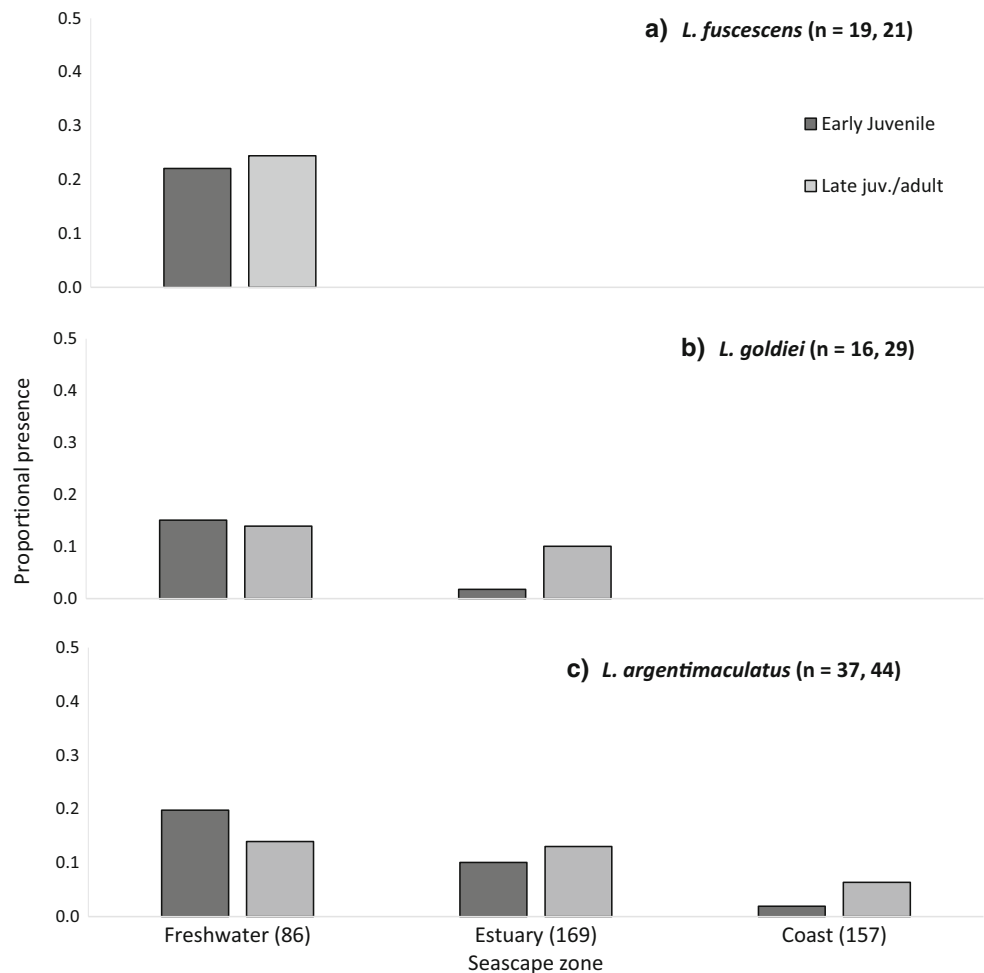 a) L. fuscescens (n = 19, 21)
0.5
0.4
0.3
0.2
0.1
0.0
Early Juvenile
Late juv./adult
b) L. goldiei (n = 16, 29)
0.5
0.4
0.3
0.2
0.1
0.0
Proportional presence
c) L. argentimaculatus (n = 37, 44)
0.5
0.4
0.3
0.2
0.1
0.0
Freshwater (86) Estuary (169) Coast (157)
Seascape zone